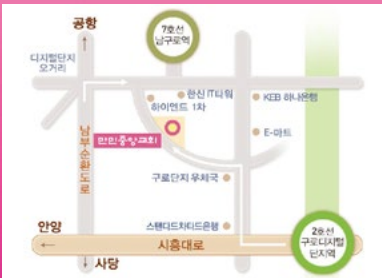 공항
7호선
남구로역
디지털단지
오거리
한신 IT타워
하이엔드 1차
KEB 하나은행
만민중앙교회
E-마트
남부순환도로
구로단지 우체국
스탠다드차타드은행
2호선
구로디지털
단지역
안양
시흥대로
사당